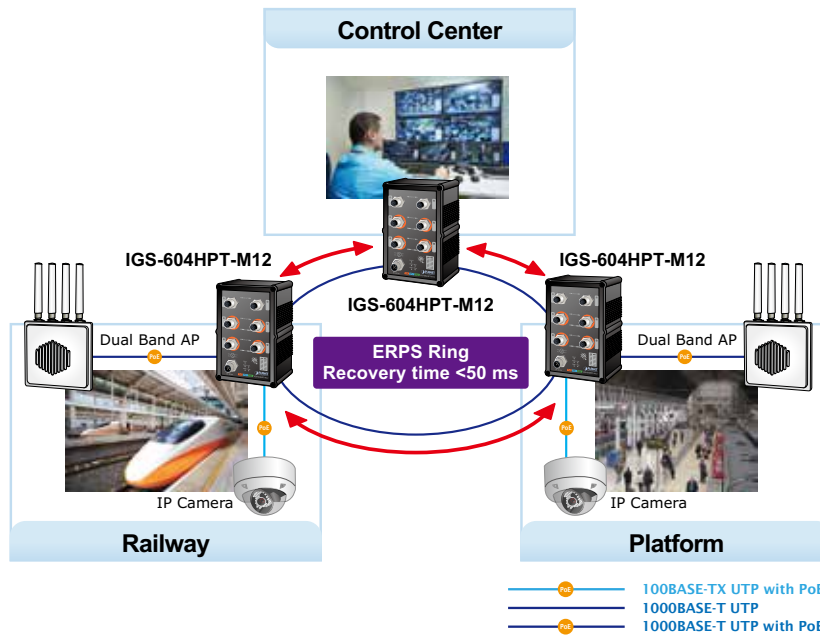 Control Center
IGS-604HPT-M12
IGS-604HPT-M12
IGS-604HPT-M12
Dual Band AP
Dual Band AP
PoE
PoE
ERPS Ring
Recovery time <50 ms
PoE
PoE
IP Camera
IP Camera
Railway
Platform
PoE
100BASE-TX UTP with PoE
1000BASE-T UTP
PoE
1000BASE-T UTP with PoE